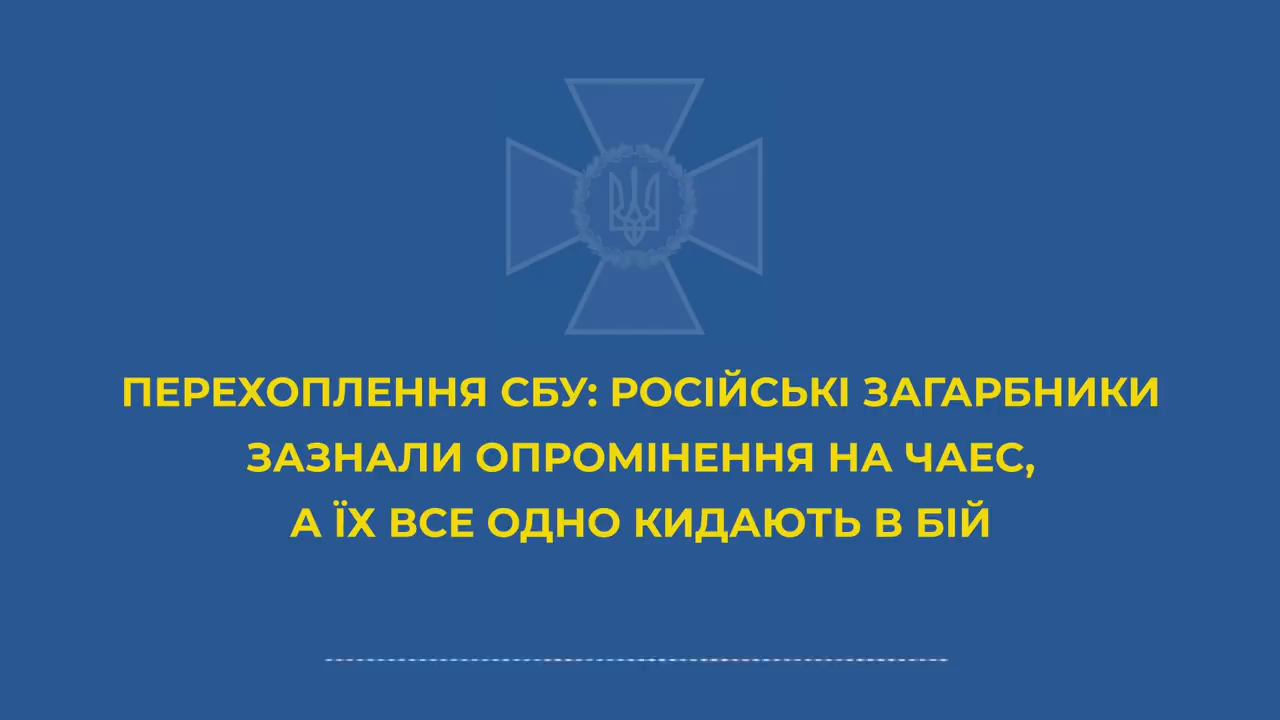 ПЕРЕХОПЛЕННЯ СБУ: РОСІЙСЬКІ ЗАГАРБНИКИ
ЗАЗНАЛИ ОПРОМІНЕННЯ НА ЧАЕС,
А ЇХ ВСЕ ОДНО КИДАЮТЬ В БІЙ